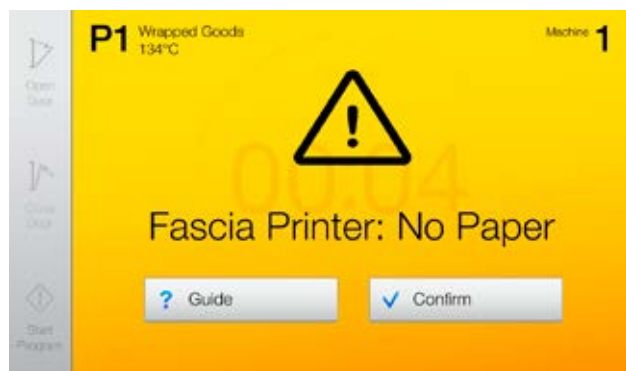 P1 Wrapped Goods
134°C
Machine 1
Open
Door
00:04
Close
Door
Fascia Printer: No Paper
? Guide
Confirm
Start
Program